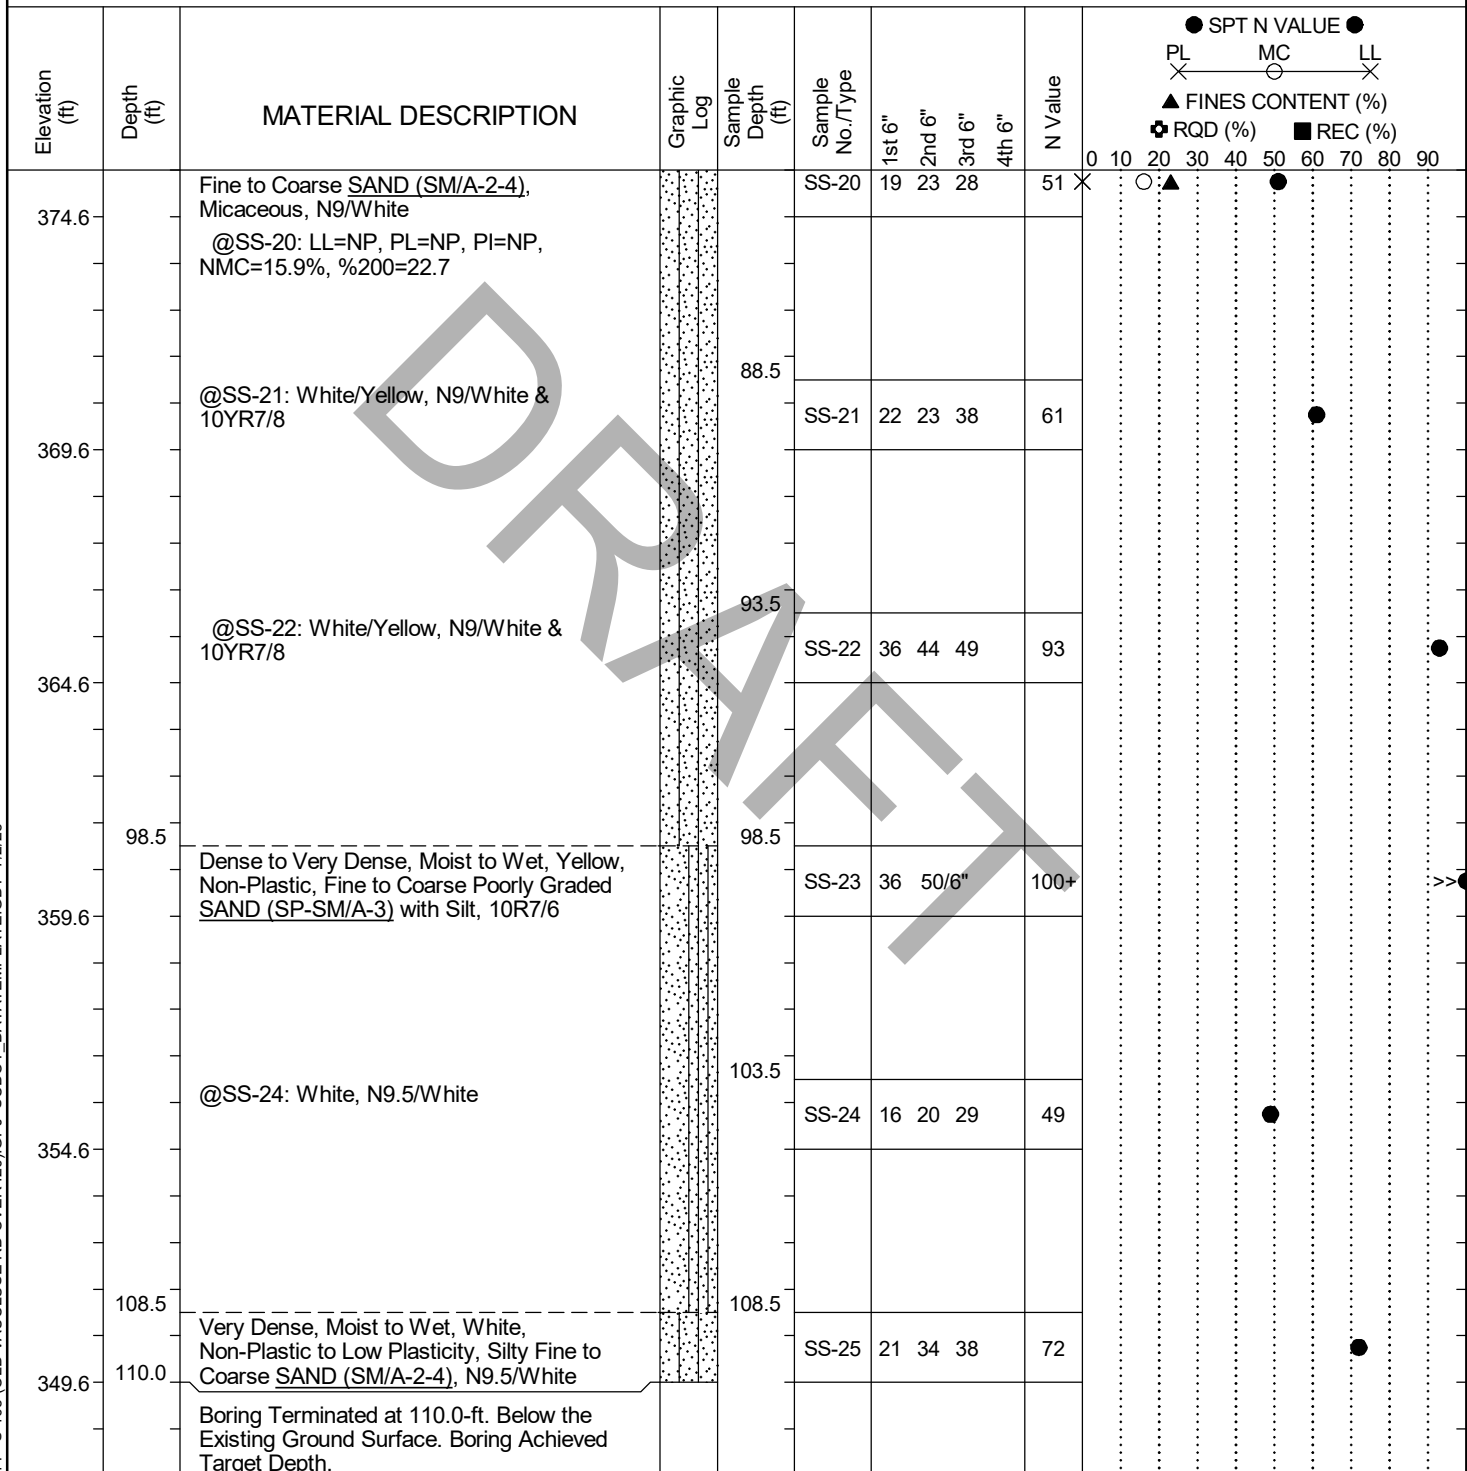 Elevation (ft)
Depth (ft)
MATERIAL DESCRIPTION
Graphic Log
Sample Depth (ft)
Sample No./Type
1st 6"
2nd 6"
3rd 6"
4th 6"
N Value
● SPT N VALUE ●
PL MC LL
▲ FINES CONTENT (%)
RQD (%) ■ REC (%)
0 10 20 30 40 50 60 70 80 90
Fine to Coarse SAND (SM/A-2-4),
Micaceous, N9/White
SS-20 19 23 28 51
374.6
@SS-20: LL=NP, PL=NP, PI=NP,
NMC=15.9%, %200=22.7
88.5
@SS-21: White/Yellow, N9/White &
10YR7/8
SS-21 22 23 38 61
369.6
93.5
@SS-22: White/Yellow, N9/White &
10YR7/8
SS-22 36 44 49 93
364.6
98.5
98.5
Dense to Very Dense, Moist to Wet, Yellow,
Non-Plastic, Fine to Coarse Poorly Graded
SAND (SP-SM/A-3) with Silt, 10R7/6
SS-23 36 50/6" 100+
>>
359.6
103.5
@SS-24: White, N9.5/White
SS-24 16 20 29 49
354.6
108.5
108.5
Very Dense, Moist to Wet, White,
Non-Plastic to Low Plasticity, Silty Fine to
Coarse SAND (SM/A-2-4), N9.5/White
SS-25 21 34 38 72
110.0
349.6
Boring Terminated at 110.0-ft. Below the
Existing Ground Surface. Boring Achieved
Target Depth.
DRAFT